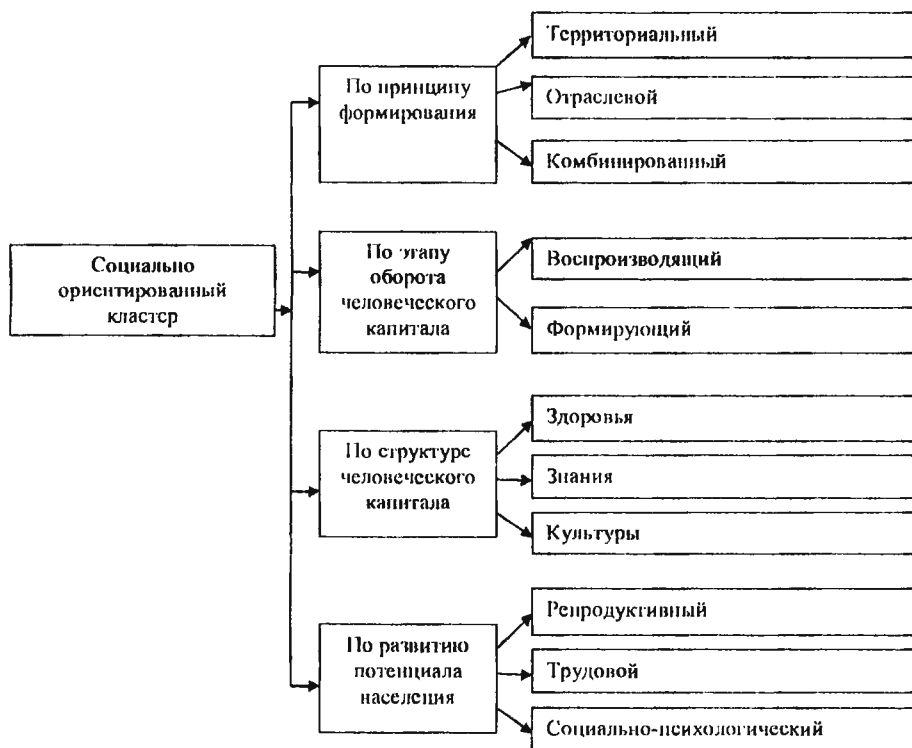 Социально
ориентированный
кластер
По принципу
формирования
Территориальный
Отраслевой
Комбинированный
По этапу
оборота
человеческого
капитала
Воспроизводящий
Формирующий
По структуре
человеческого
капитала
Здоровья
Знания
Культуры
По развитию
потенциала
населения
Репродуктивный
Трудовой
Социально-психологический